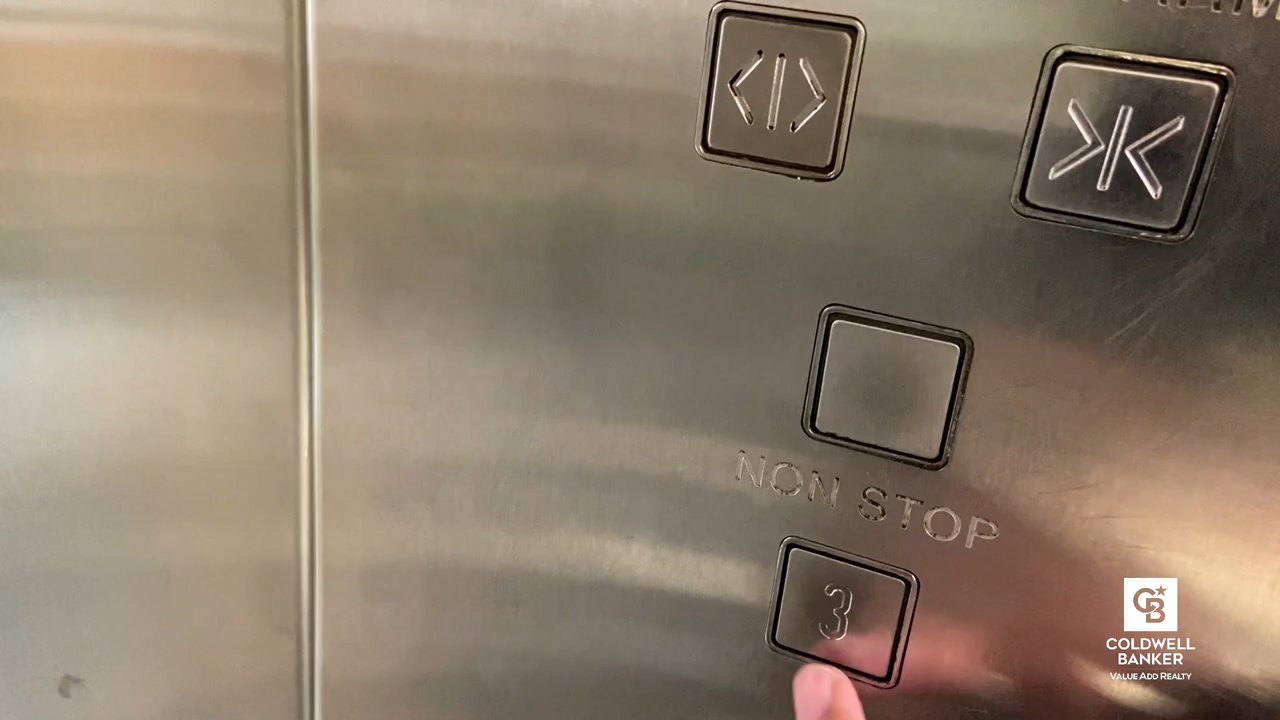 NON STOP
3
CB
COLDWELL
BANKER
VALUE ADD REALTY